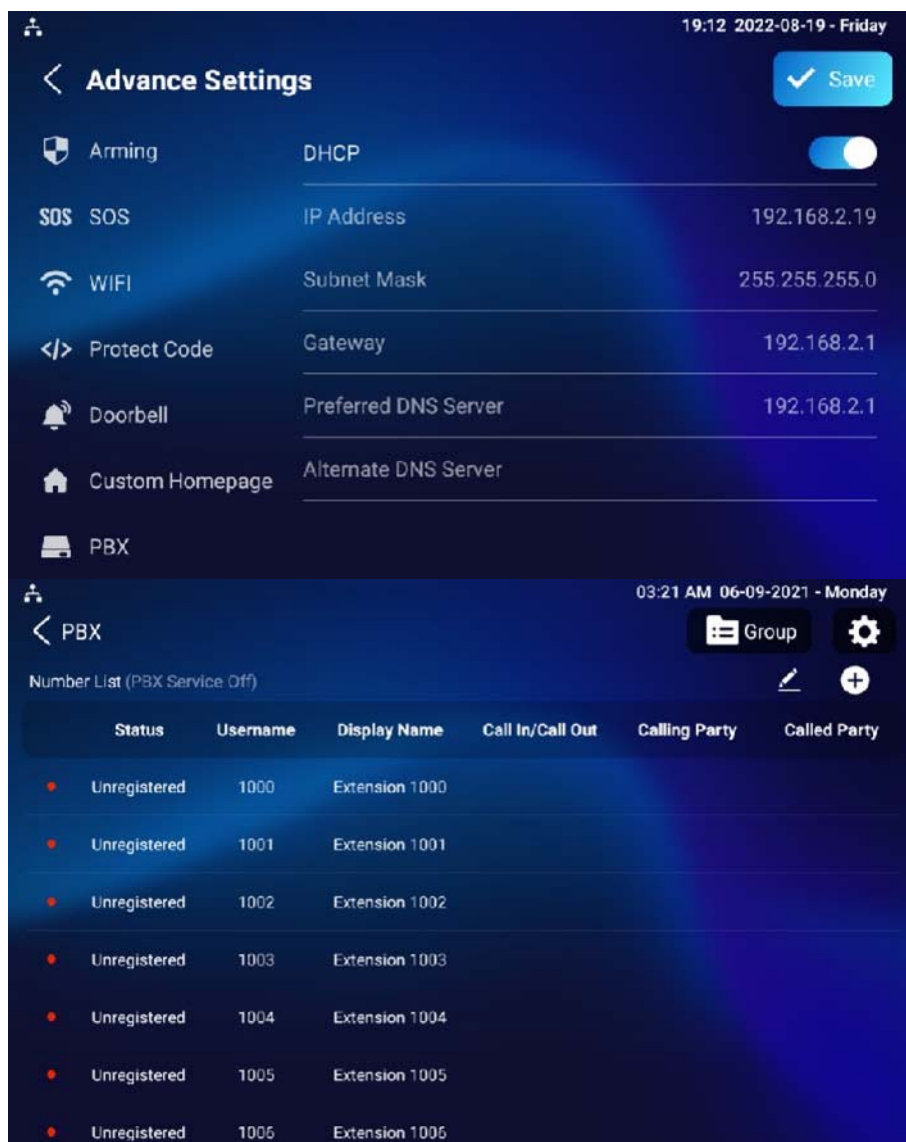 19:12 2022-08-19 - Friday
Advance Settings
Save
Arming
DHCP
SOS SOS
IP Address 192.168.2.19
WIFI
Subnet Mask 255.255.255.0
</> Protect Code
Gateway 192.168.2.1
Doorbell
Preferred DNS Server 192.168.2.1
Custom Homepage
Alternate DNS Server
PBX
03:21 AM 06-09-2021 - Monday
PBX
Group
Number List (PBX Service Off)
Status Username Display Name Call In/Call Out Calling Party Called Party
Unregistered 1000 Extension 1000
Unregistered 1001 Extension 1001
Unregistered 1002 Extension 1002
Unregistered 1003 Extension 1003
Unregistered 1004 Extension 1004
Unregistered 1005 Extension 1005
Unregistered 1006 Extension 1006